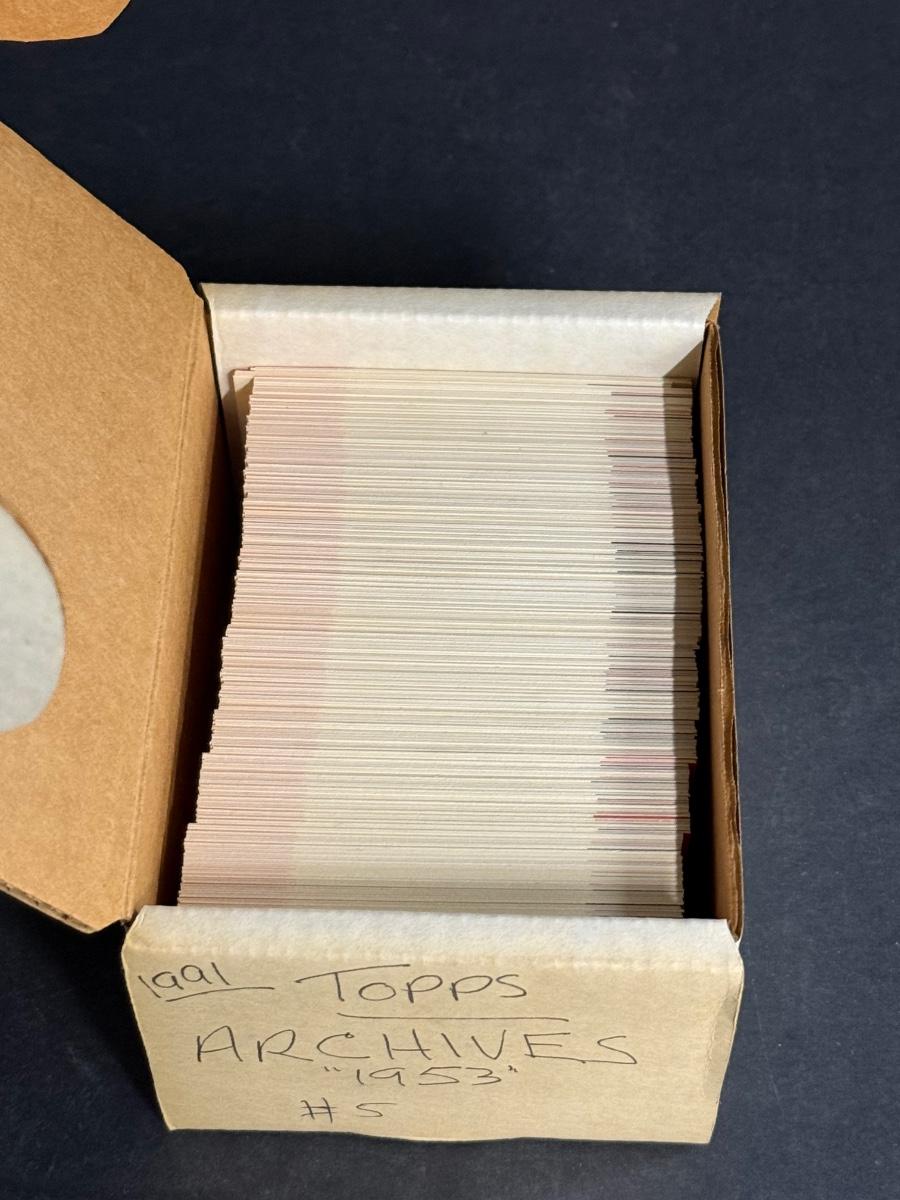 1991 TOPPS
ARCHIVES
"1953"
#5